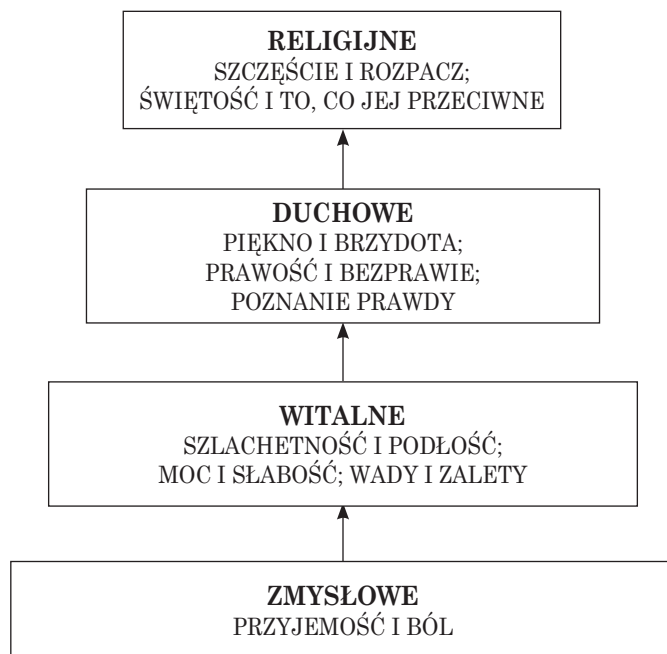 RELIGIJNE
SZCZĘŚCIE I ROZPACZ;
ŚWIĘTOŚĆ I TO, CO JEJ PRZECIWNE
DUCHOWE
PIĘKNO I BRZYDOTA;
PRAWOŚĆ I BEZPRAWIE;
POZNANIE PRAWDY
WITALNE
SZLACHETNOŚĆ I PODŁOŚĆ;
MOC I SŁABOŚĆ; WADY I ZALETY
ZMYSŁOWE
PRZYJEMOŚĆ I BÓL